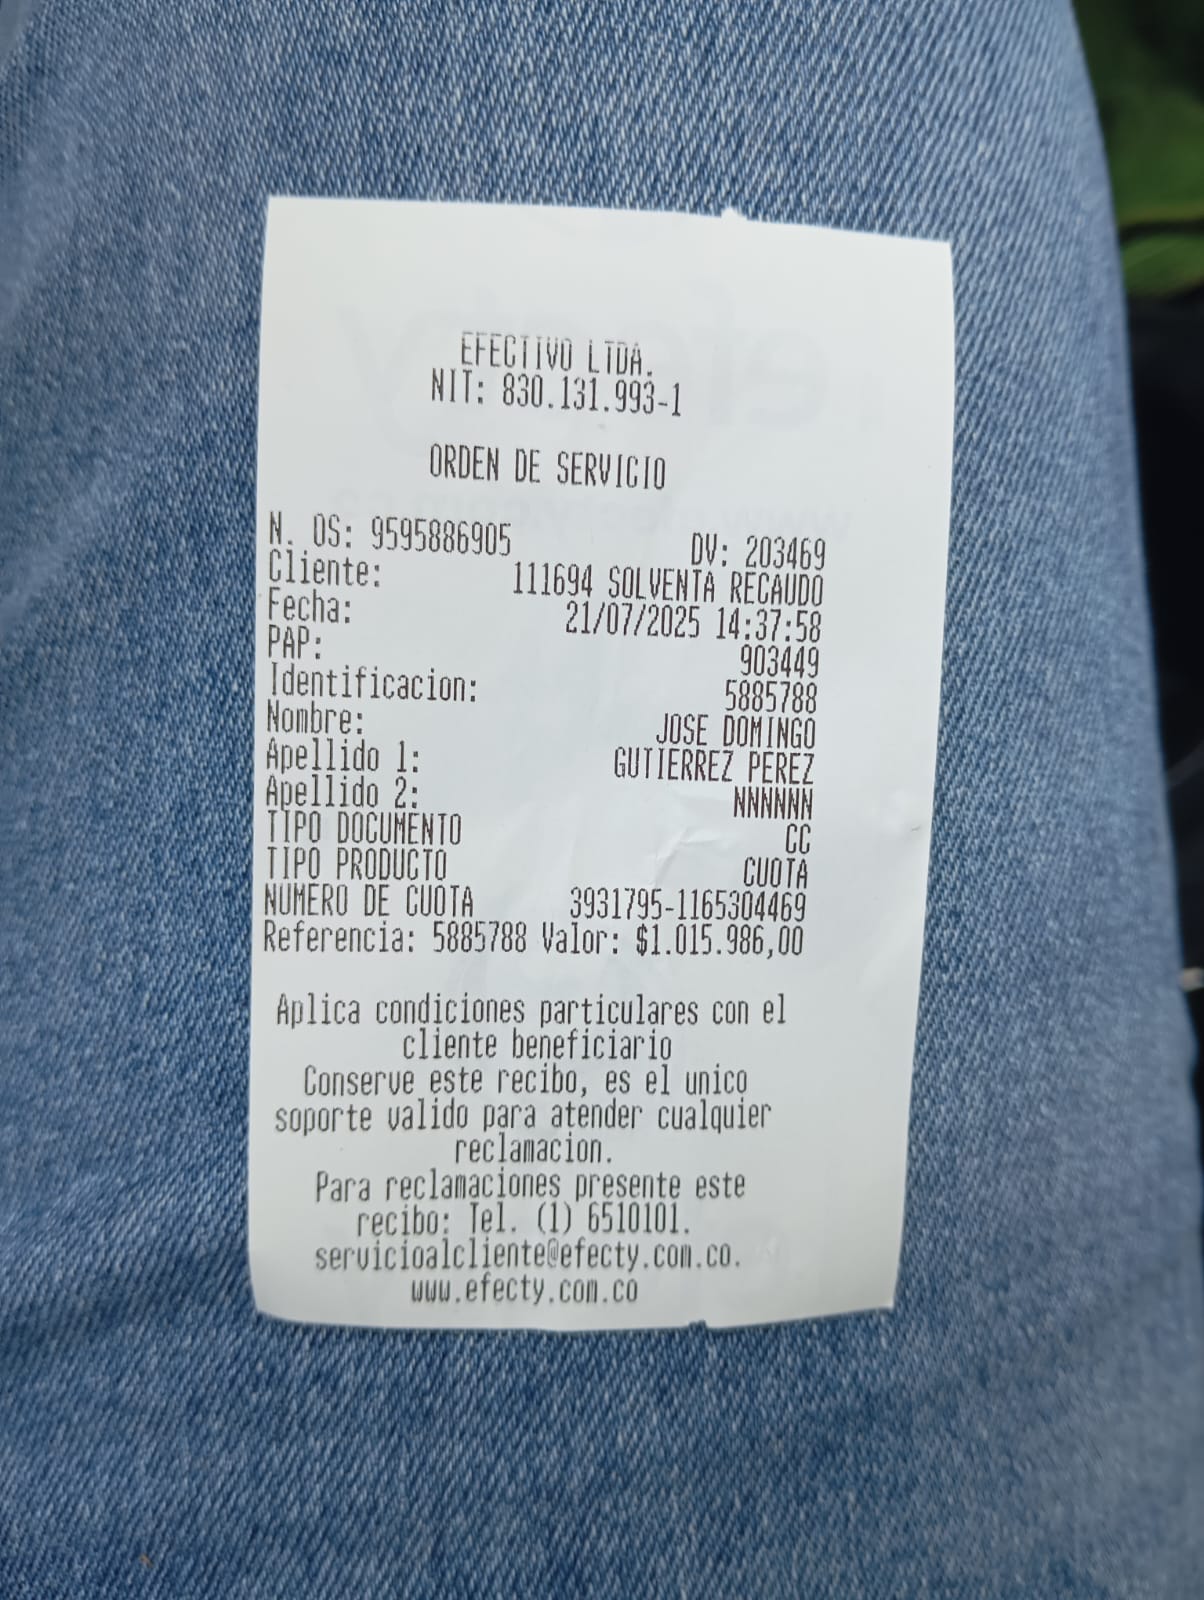 EFECTIVO LTDA.
NIT: 830.131.993-1
ORDEN DE SERVICIO
N. OS: 9595886905 DV: 203469
Cliente: 111694 SOLVENTA RECAUDO
Fecha: 21/07/2025 14:37:58
PAP: 903449
Identificacion: 5885788
Nombre: JOSE DOMINGO
Apellido 1: GUTIERREZ PEREZ
Apellido 2: NNNNNN
TIPO DOCUMENTO CC
TIPO PRODUCTO CUOTA
NUMERO DE CUOTA 3931795-1165304469
Referencia: 5885788 Valor: $1.015.986,00
Aplica condiciones particulares con el
cliente beneficiario
Conserve este recibo, es el unico
soporte valido para atender cualquier
reclamacion.
Para reclamaciones presente este
recibo: Tel. (1) 6510101.
servicioalcliente@efecty.com.co.
www.efecty.com.co